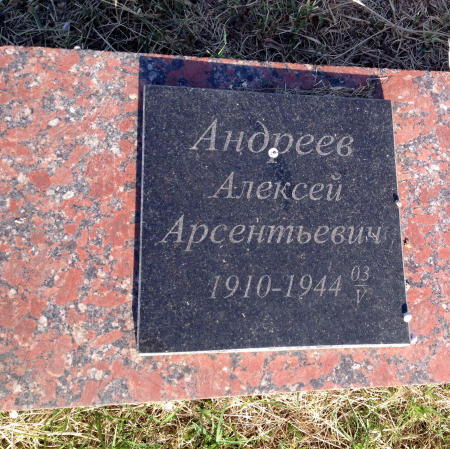 Андреев
Алексей
Арсентьевич
1910-1944 03/V